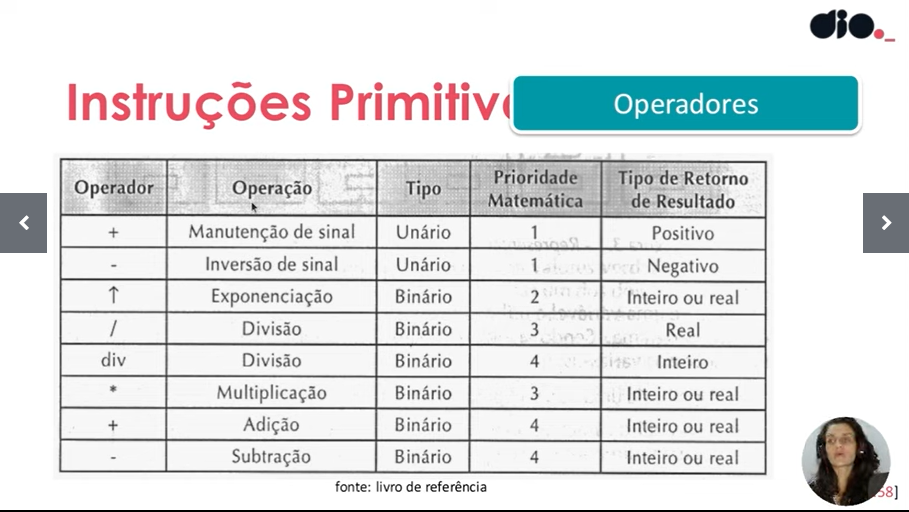 dio._
Instruções Primitiv
Operadores
Operador Operação Tipo Prioridade Matemática Tipo de Retorno de Resultado
+ Manutenção de sinal Unário 1 Positivo
- Inversão de sinal Unário 1 Negativo
↑ Exponenciação Binário 2 Inteiro ou real
/ Divisão Binário 3 Real
div Divisão Binário 4 Inteiro
* Multiplicação Binário 3 Inteiro ou real
+ Adição Binário 4 Inteiro ou real
- Subtração Binário 4 Inteiro ou real
fonte: livro de referência
58]